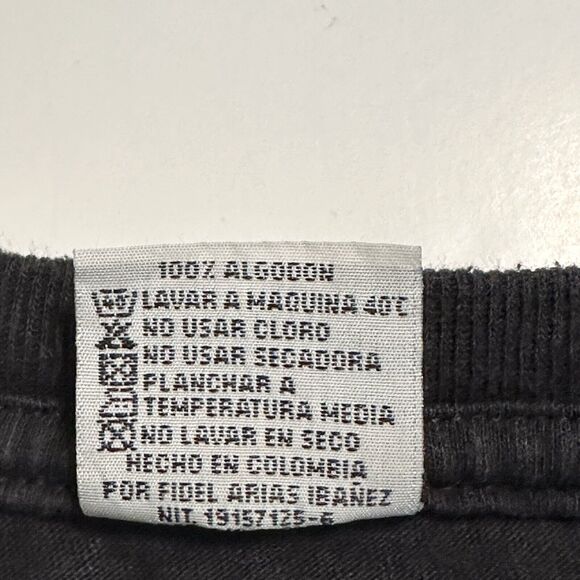 100% ALGODON
LAVAR A MAQUINA 40°C
NO USAR CLORO
NO USAR SECADORA
PLANCHAR A
TEMPERATURA MEDIA
NO LAVAR EN SECO
HECHO EN COLOMBIA
POR FIDEL ARIAS IBAÑEZ
NIT. 19157125-6